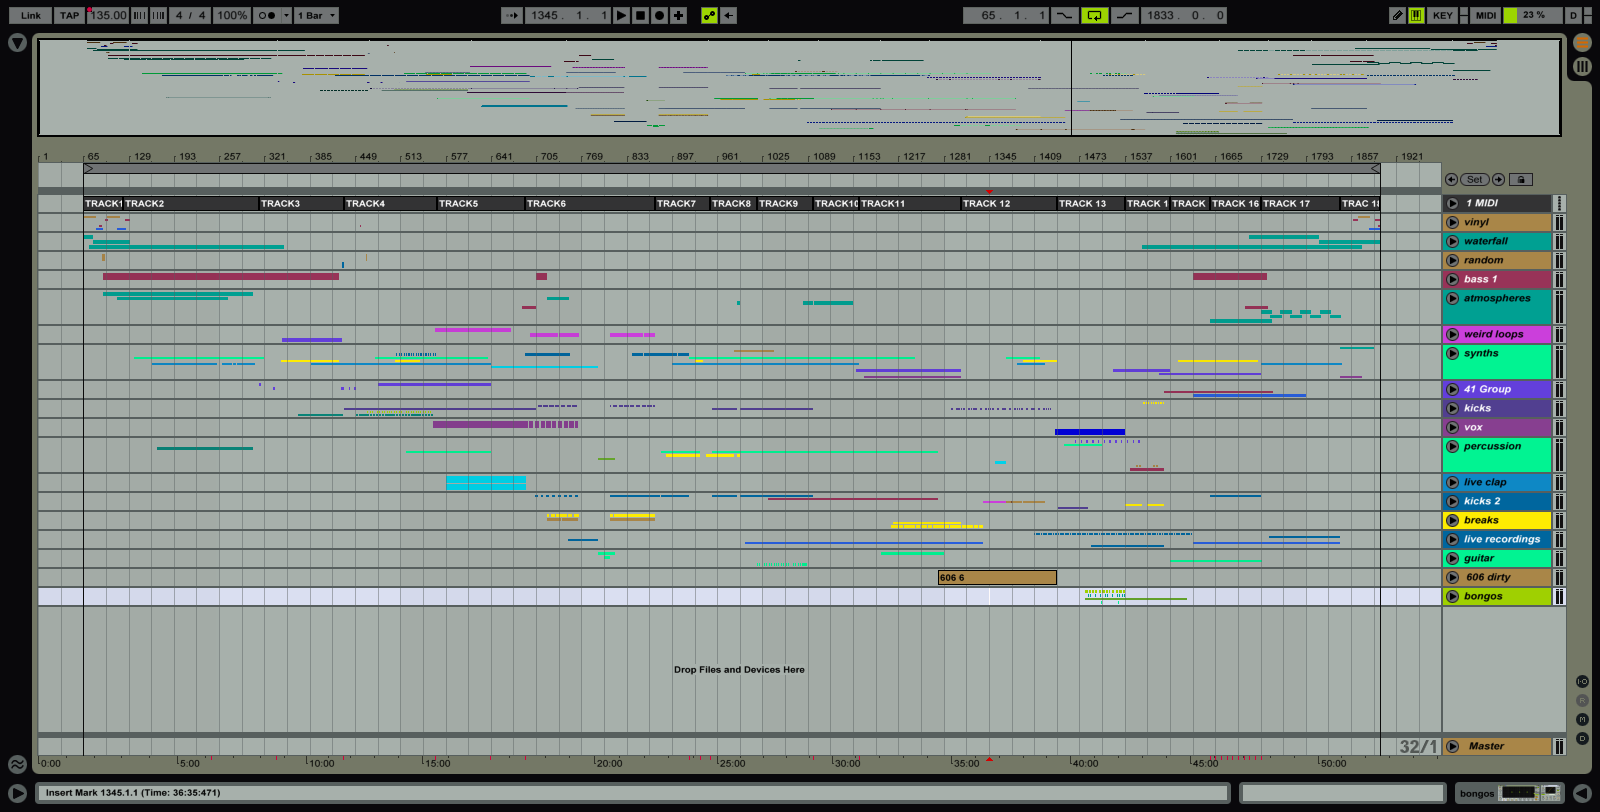 Link TAP 135.00 4 / 4 100% 1 Bar 1345 . 1 . 1 65 . 1 . 1 1833 . 0 . 0 KEY MIDI 23 % D
1 65 129 193 257 321 385 449 513 577 641 705 769 833 897 961 1025 1089 1153 1217 1281 1345 1409 1473 1537 1601 1665 1729 1793 1857 1921
Set
TRACK1 TRACK2 TRACK3 TRACK4 TRACK5 TRACK6 TRACK7 TRACK8 TRACK9 TRACK10 TRACK11 TRACK 12 TRACK 13 TRACK 1 TRACK TRACK 16 TRACK 17 TRAC 18
1 MIDI
vinyl
waterfall
random
bass 1
atmospheres
weird loops
synths
41 Group
kicks
vox
percussion
live clap
kicks 2
breaks
live recordings
guitar
606 6
606 dirty
bongos
Drop Files and Devices Here
I·O
R
M
D
32/1
Master
0:00 5:00 10:00 15:00 20:00 25:00 30:00 35:00 40:00 45:00 50:00
Insert Mark 1345.1.1 (Time: 36:35:471)
bongos